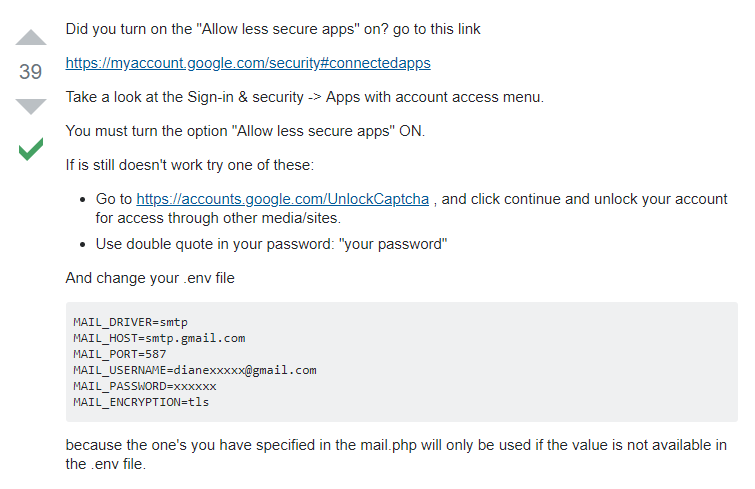 Did you turn on the "Allow less secure apps" on? go to this link
39
https://myaccount.google.com/security#connectedapps
Take a look at the Sign-in & security -> Apps with account access menu.
You must turn the option "Allow less secure apps" ON.
If is still doesn't work try one of these:
• Go to https://accounts.google.com/UnlockCaptcha , and click continue and unlock your account
for access through other media/sites.
• Use double quote in your password: "your password"
And change your .env file
MAIL_DRIVER=smtp
MAIL_HOST=smtp.gmail.com
MAIL_PORT=587
MAIL_USERNAME=dianexxxxx@gmail.com
MAIL_PASSWORD=xxxxxx
MAIL_ENCRYPTION=tls
because the one's you have specified in the mail.php will only be used if the value is not available in
the .env file.